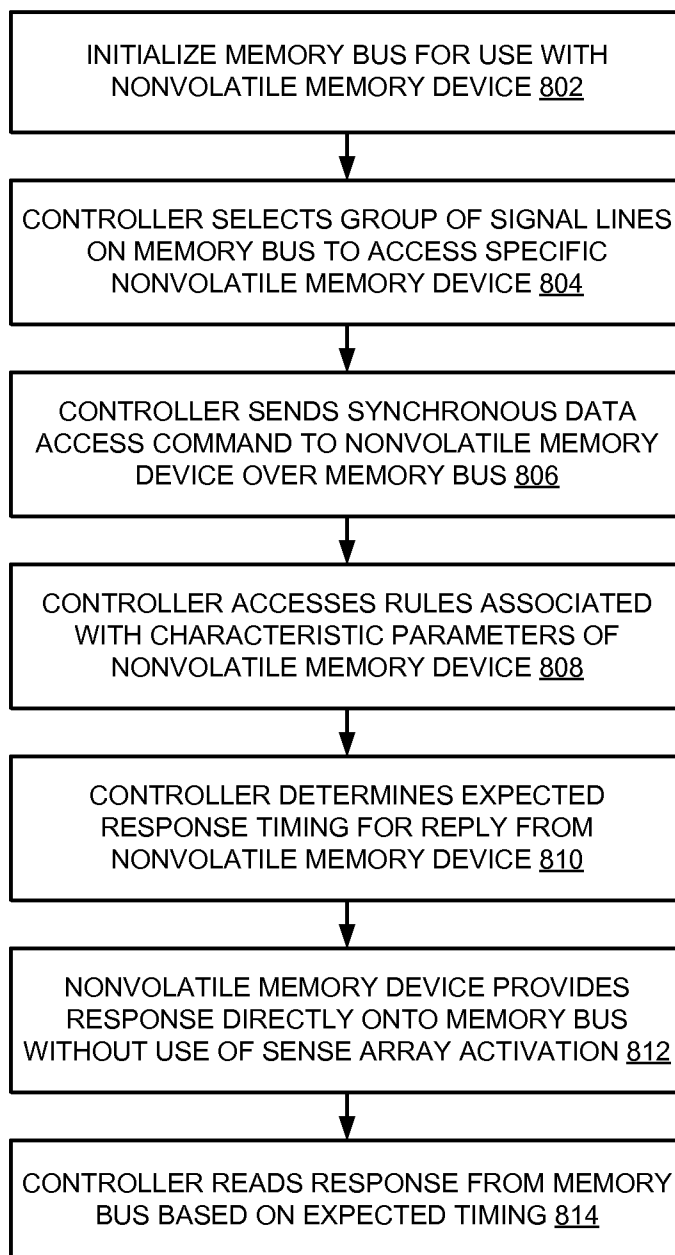 INITIALIZE MEMORY BUS FOR USE WITH
NONVOLATILE MEMORY DEVICE 802
CONTROLLER SELECTS GROUP OF SIGNAL LINES
ON MEMORY BUS TO ACCESS SPECIFIC
NONVOLATILE MEMORY DEVICE 804
CONTROLLER SENDS SYNCHRONOUS DATA
ACCESS COMMAND TO NONVOLATILE MEMORY
DEVICE OVER MEMORY BUS 806
CONTROLLER ACCESSES RULES ASSOCIATED
WITH CHARACTERISTIC PARAMETERS OF
NONVOLATILE MEMORY DEVICE 808
CONTROLLER DETERMINES EXPECTED
RESPONSE TIMING FOR REPLY FROM
NONVOLATILE MEMORY DEVICE 810
NONVOLATILE MEMORY DEVICE PROVIDES
RESPONSE DIRECTLY ONTO MEMORY BUS
WITHOUT USE OF SENSE ARRAY ACTIVATION 812
CONTROLLER READS RESPONSE FROM MEMORY
BUS BASED ON EXPECTED TIMING 814